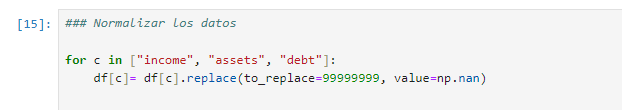 [15]: ### Normalizar los datos
for c in ["income", "assets", "debt"]:
    df[c]= df[c].replace(to_replace=99999999, value=np.nan)